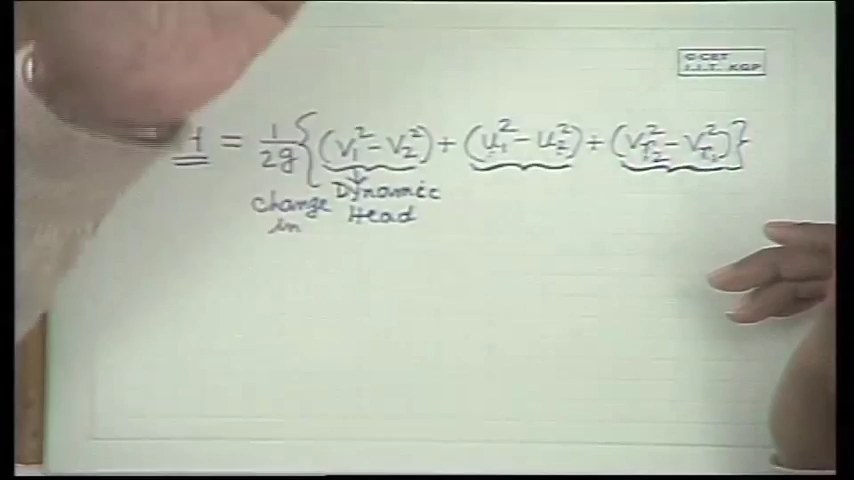 © CET
I.I.T. KGP
= 1/2g {(V₁² - V₂²) + (u₁² - u₂²) + (Vr₂² - Vr₁²)}
change Dynamic
in Head